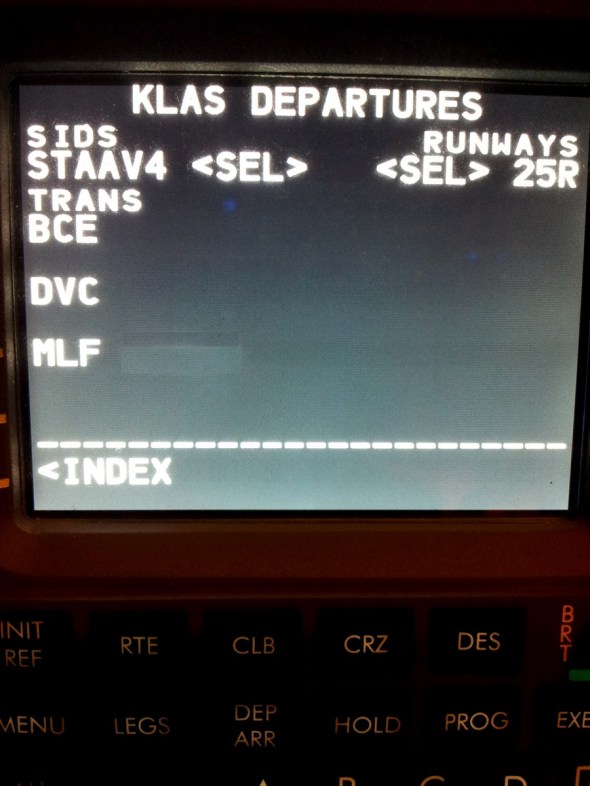 KLAS DEPARTURES
SIDS RUNWAYS
STAAV4 <SEL> <SEL> 25R
TRANS
BCE
DVC
MLF
------------------------
<INDEX
INIT REF RTE CLB CRZ DES BRT
MENU LEGS DEP ARR HOLD PROG EXE